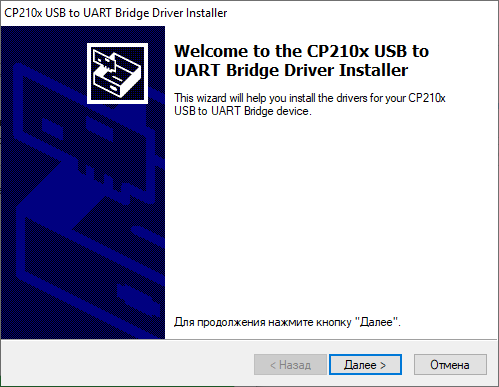 CP210x USB to UART Bridge Driver Installer
Welcome to the CP210x USB to
UART Bridge Driver Installer
This wizard will help you install the drivers for your CP210x
USB to UART Bridge device.
Для продолжения нажмите кнопку "Далее".
< Назад
Далее >
Отмена